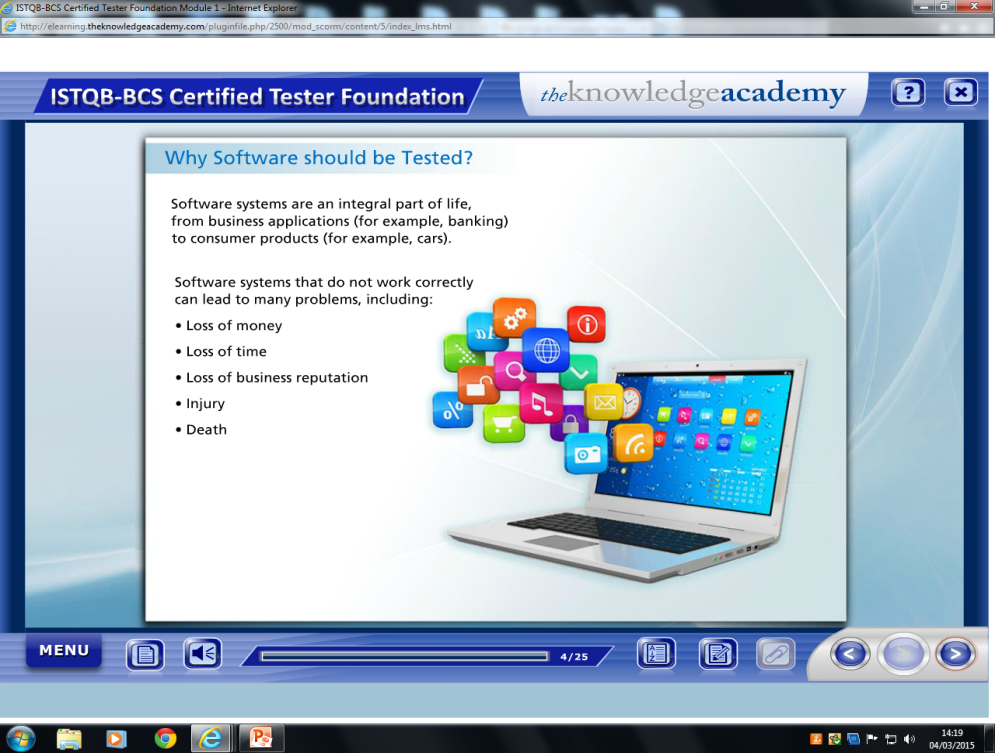 ISTQB-BCS Certified Tester Foundation Module 1 - Internet Explorer
http://elearning.theknowledgeacademy.com/pluginfile.php/2500/mod_scorm/content/5/index_lms.html
ISTQB-BCS Certified Tester Foundation
theknowledgeacademy
?
Why Software should be Tested?
Software systems are an integral part of life,
from business applications (for example, banking)
to consumer products (for example, cars).
Software systems that do not work correctly
can lead to many problems, including:
• Loss of money
• Loss of time
• Loss of business reputation
• Injury
• Death
%
MENU
4/25
14:19
04/03/2015